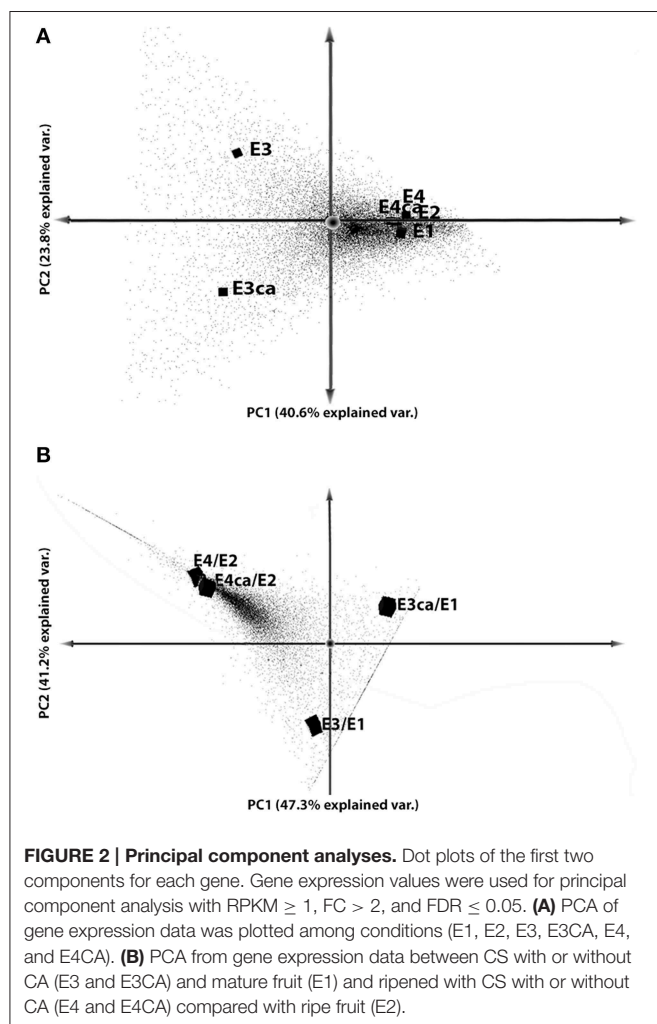 A
E3
E4
E4ca
E2
E1
E3ca
PC2 (23.8% explained var.)
PC1 (40.6% explained var.)
B
E4/E2
E4ca/E2
E3ca/E1
E3/E1
PC2 (41.2% explained var.)
PC1 (47.3% explained var.)
FIGURE 2 | Principal component analyses. Dot plots of the first two
components for each gene. Gene expression values were used for principal
component analysis with RPKM ≥ 1, FC > 2, and FDR ≤ 0.05. (A) PCA of
gene expression data was plotted among conditions (E1, E2, E3, E3CA, E4,
and E4CA). (B) PCA from gene expression data between CS with or without
CA (E3 and E3CA) and mature fruit (E1) and ripened with CS with or without
CA (E4 and E4CA) compared with ripe fruit (E2).